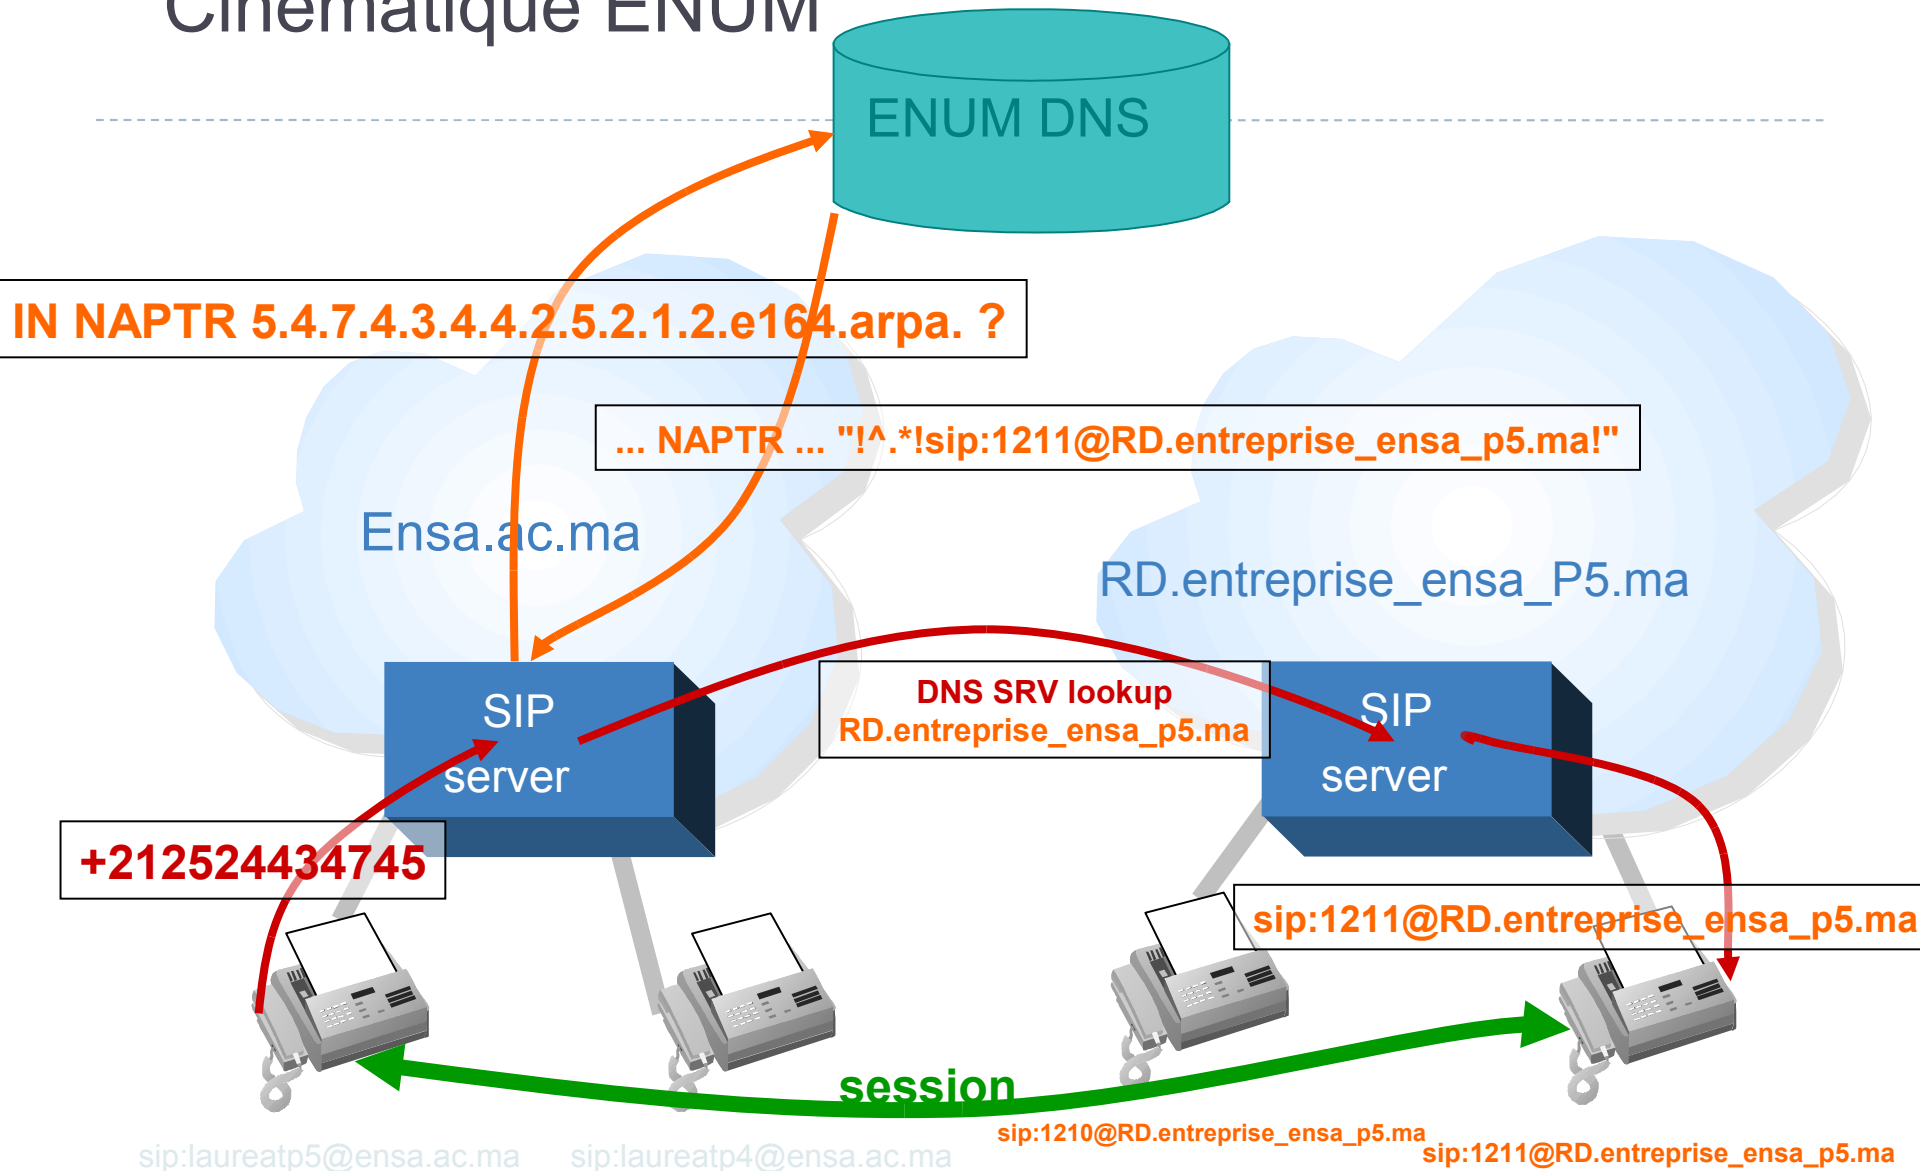 Cinématique ENUM
ENUM DNS
IN NAPTR 5.4.7.4.3.4.4.2.5.2.1.2.e164.arpa. ?
... NAPTR ... "!^.*!sip:1211@RD.entreprise_ensa_p5.ma!"
Ensa.ac.ma
RD.entreprise_ensa_P5.ma
SIP
server
DNS SRV lookup
RD.entreprise_ensa_p5.ma
SIP
server
+212524434745
sip:1211@RD.entreprise_ensa_p5.ma
session
sip:laureatp5@ensa.ac.ma
sip:laureatp4@ensa.ac.ma
sip:1210@RD.entreprise_ensa_p5.ma
sip:1211@RD.entreprise_ensa_p5.ma